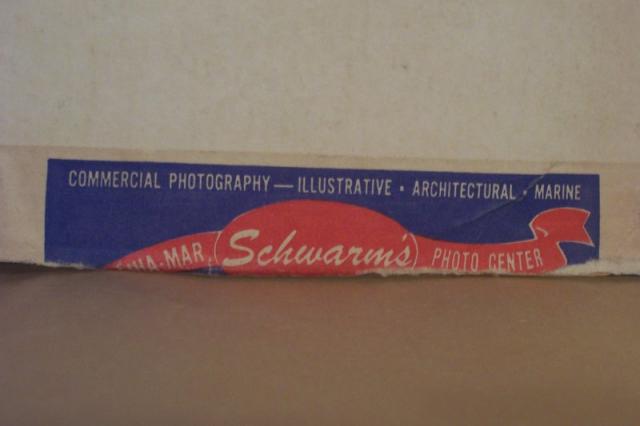 COMMERCIAL PHOTOGRAPHY — ILLUSTRATIVE • ARCHITECTURAL • MARINE
Schwarm's PHOTO CENTER